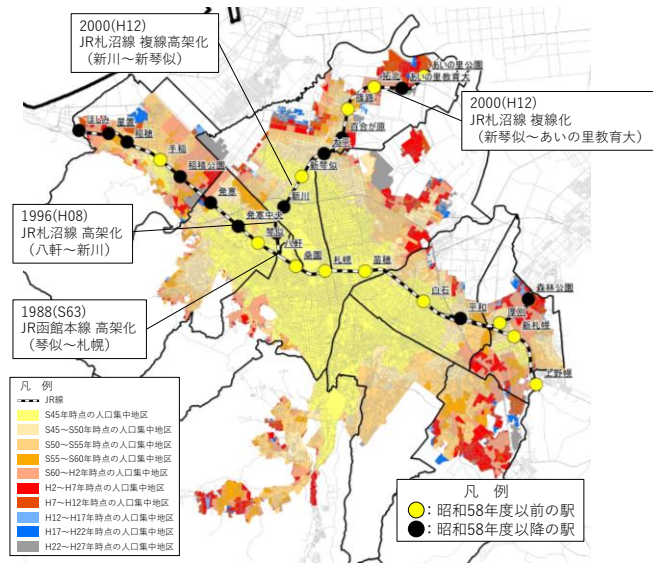 2000(H12)
JR札沼線 複線高架化
（新川～新琴似）
あいの里公園
拓北
あいの里教育大
篠路
百合が原
太平
新琴似
新川
2000(H12)
JR札沼線 複線化
（新琴似～あいの里教育大）
ほしみ
星置
稲穂
手稲
稲積公園
発寒
発寒中央
琴似
八軒
桑園
札幌
苗穂
白石
平和
厚別
森林公園
新札幌
上野幌
1996(H08)
JR札沼線 高架化
（八軒～新川）
1988(S63)
JR函館本線 高架化
（琴似～札幌）
凡 例
JR線
S45年時点の人口集中地区
S45～S50年時点の人口集中地区
S50～S55年時点の人口集中地区
S55～S60年時点の人口集中地区
S60～H2年時点の人口集中地区
H2～H7年時点の人口集中地区
H7～H12年時点の人口集中地区
H12～H17年時点の人口集中地区
H17～H22年時点の人口集中地区
H22～H27年時点の人口集中地区
凡 例
：昭和58年度以前の駅
：昭和58年度以降の駅